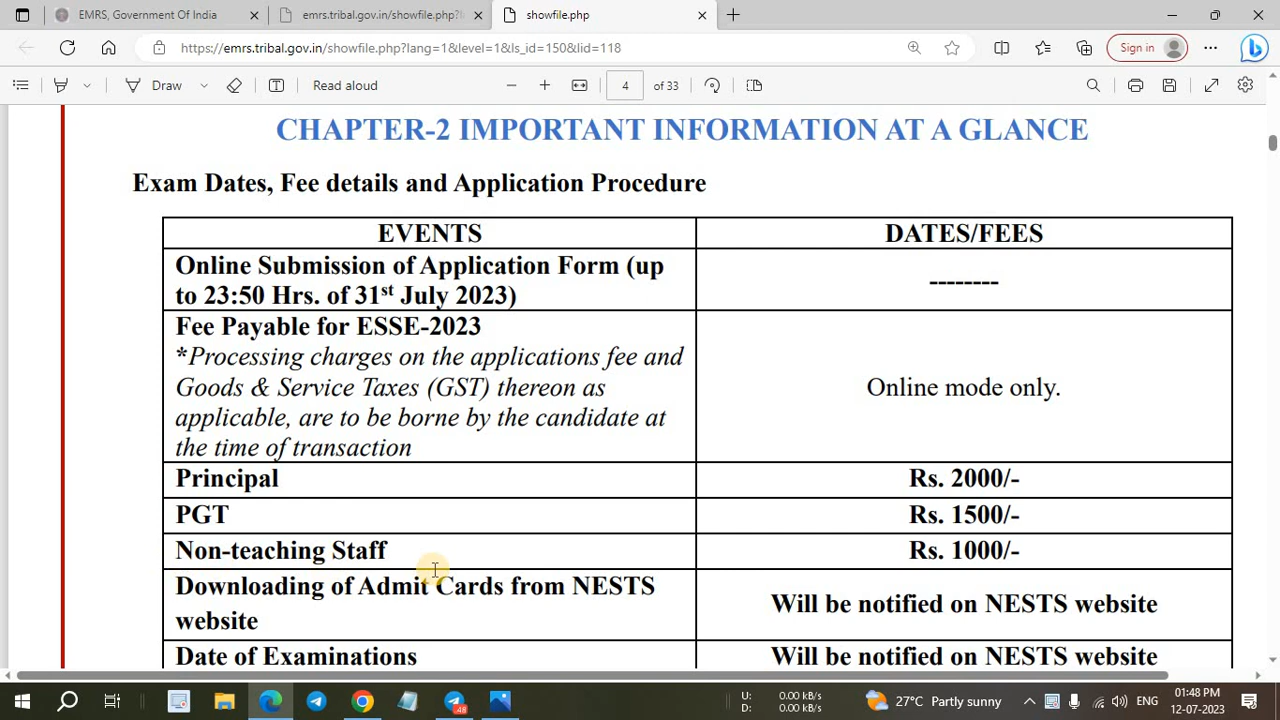 EMRS, Government Of India
emrs.tribal.gov.in/showfile.php?l
showfile.php
https://emrs.tribal.gov.in/showfile.php?lang=1&level=1&ls_id=150&lid=118
Sign in
Draw
Read aloud
4 of 33
CHAPTER-2 IMPORTANT INFORMATION AT A GLANCE
Exam Dates, Fee details and Application Procedure
EVENTS DATES/FEES
Online Submission of Application Form (up
to 23:50 Hrs. of 31st July 2023)
--------
Fee Payable for ESSE-2023
*Processing charges on the applications fee and
Goods & Service Taxes (GST) thereon as
applicable, are to be borne by the candidate at
the time of transaction
Online mode only.
Principal Rs. 2000/-
PGT Rs. 1500/-
Non-teaching Staff Rs. 1000/-
Downloading of Admit Cards from NESTS
website
Will be notified on NESTS website
Date of Examinations Will be notified on NESTS website
U: 0.00 kB/s
D: 0.00 kB/s
27°C Partly sunny
ENG
01:48 PM
12-07-2023